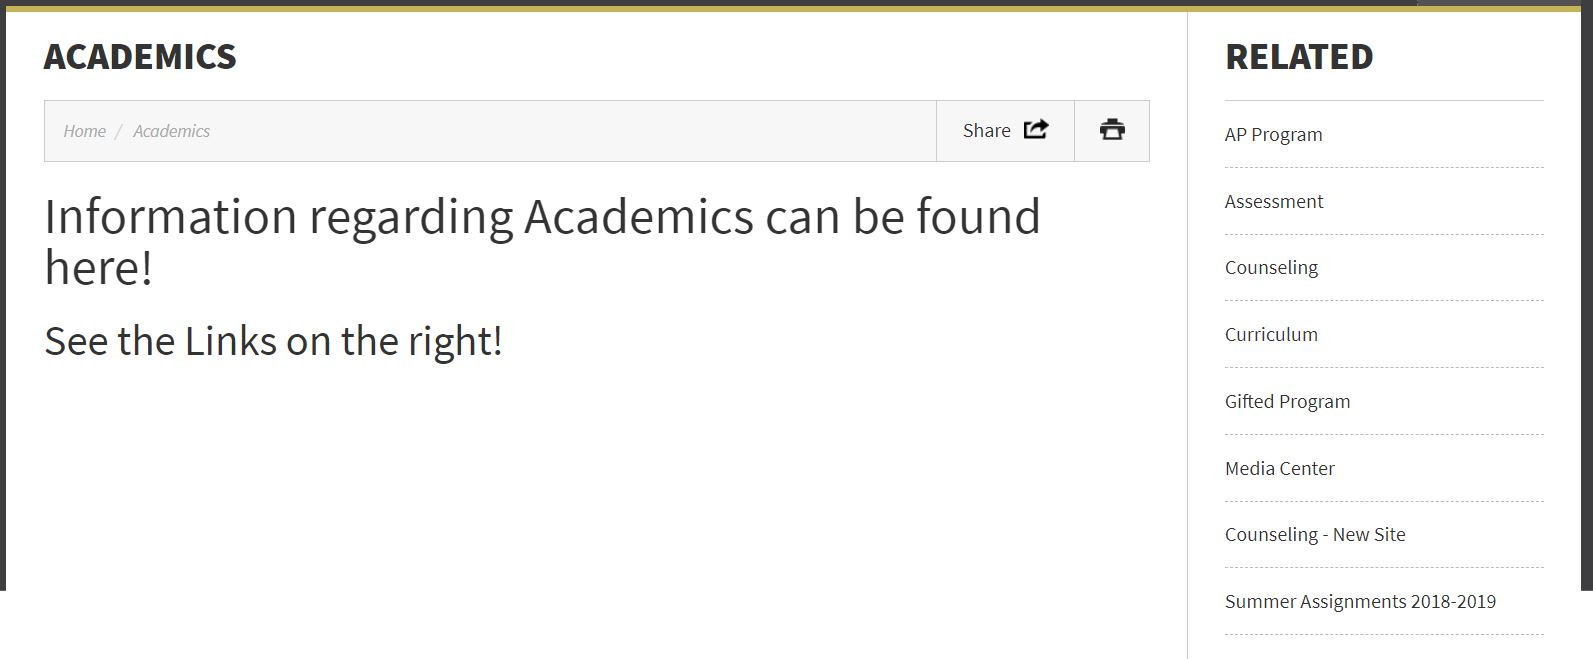 ACADEMICS
Home / Academics
Share
Information regarding Academics can be found
here!
See the Links on the right!
RELATED
AP Program
Assessment
Counseling
Curriculum
Gifted Program
Media Center
Counseling - New Site
Summer Assignments 2018-2019